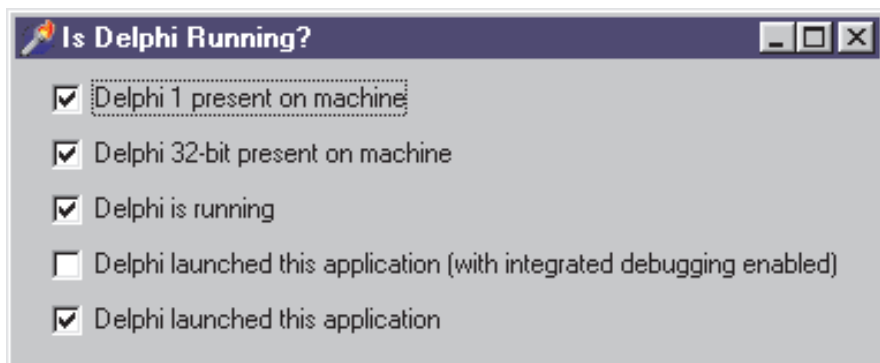 Is Delphi Running?
Delphi 1 present on machine
Delphi 32-bit present on machine
Delphi is running
Delphi launched this application (with integrated debugging enabled)
Delphi launched this application